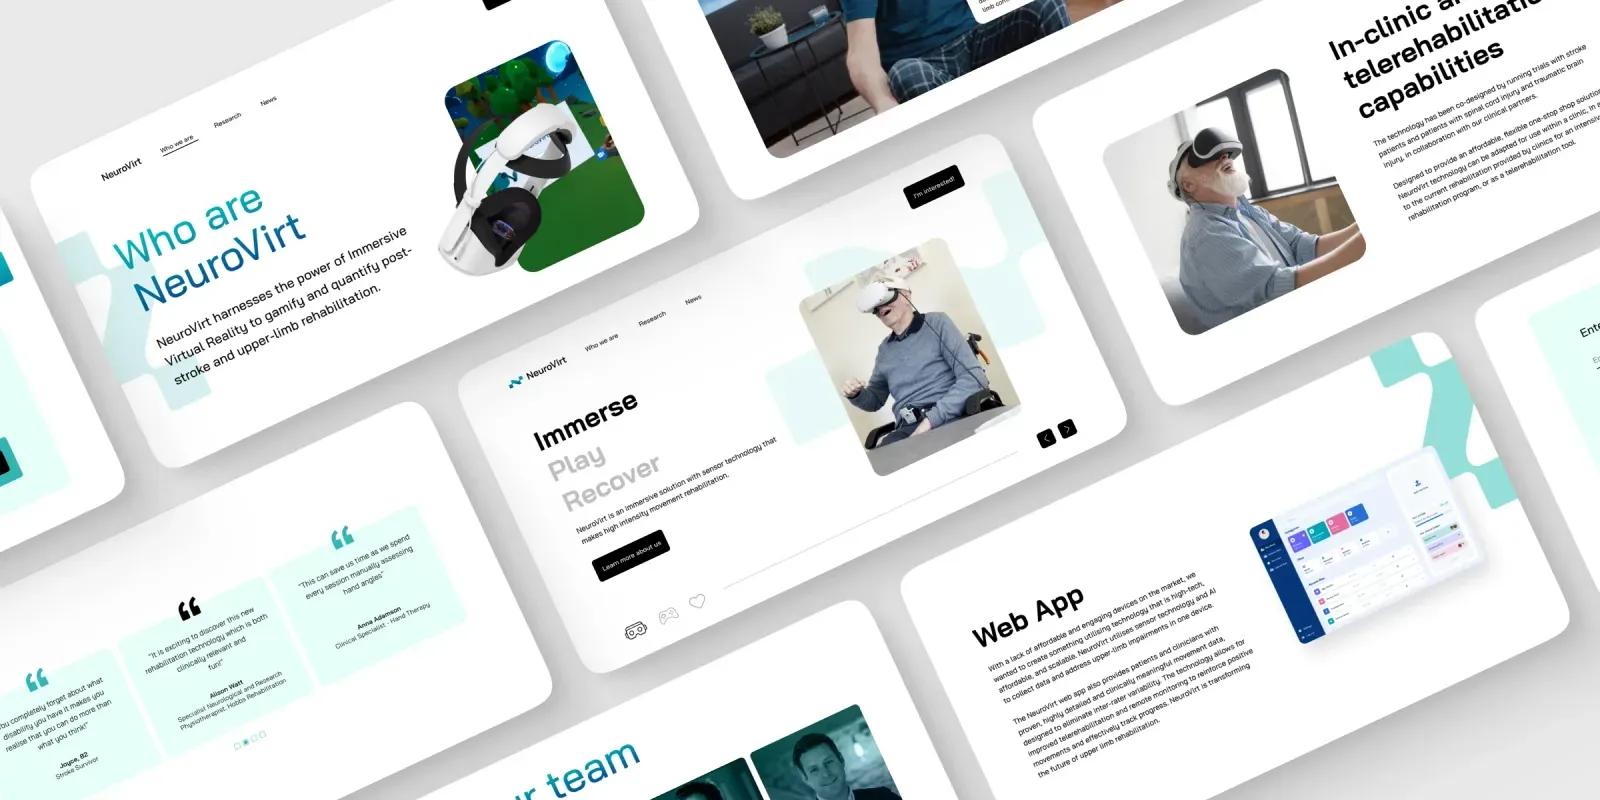 NeuroVirt
Who we are
Research
News
Who are
NeuroVirt
NeuroVirt harnesses the power of Immersive
Virtual Reality to gamify and quantify post-
stroke and upper-limb rehabilitation.
In-clinic
telerehabilitation
capabilities
The technology has been co-designed by running trials with stroke
patients and patients with spinal cord injury and traumatic brain
injury, in collaboration with our clinical partners.
Designed to provide an affordable, flexible one-stop shop
NeuroVirt technology can be adapted for use within a clinic, in
to the current rehabilitation provided by clinics for an
rehabilitation program, or as a telerehabilitation tool.
I'm interested!
NeuroVirt
Who we are
Research
News
Immerse
Play
Recover
NeuroVirt is an immersive solution with sensor technology that
makes high intensity movement rehabilitation.
Learn more about us
completely forget about what
disability you have it makes you
realise that you can do more than
what you think!"
Joyce, 82
Stroke Survivor
"It is exciting to discover this new
rehabilitation technology which is both
clinically relevant and
fun!"
Alison Watt
Specialist Neurological and Research
Physiotherapist, Hobbs Rehabilitation
"This can save us time as we spend
every session manually assessing
hand angles"
Anna Adamson
Clinical Specialist - Hand Therapy
team
Web App
With a lack of affordable and engaging devices on the market, we
wanted to create something utilising technology that is high-tech,
affordable, and scalable. NeuroVirt utilises sensor technology and AI
to collect data and address upper-limb impairments in one device.
The NeuroVirt web app also provides patients and clinicians with
proven, highly detailed and clinically meaningful movement data,
designed to eliminate inter-rater variability. The technology allows for
improved telerehabilitation and remote monitoring to reinforce positive
movements and effectively track progress. NeuroVirt is transforming
the future of upper limb rehabilitation.